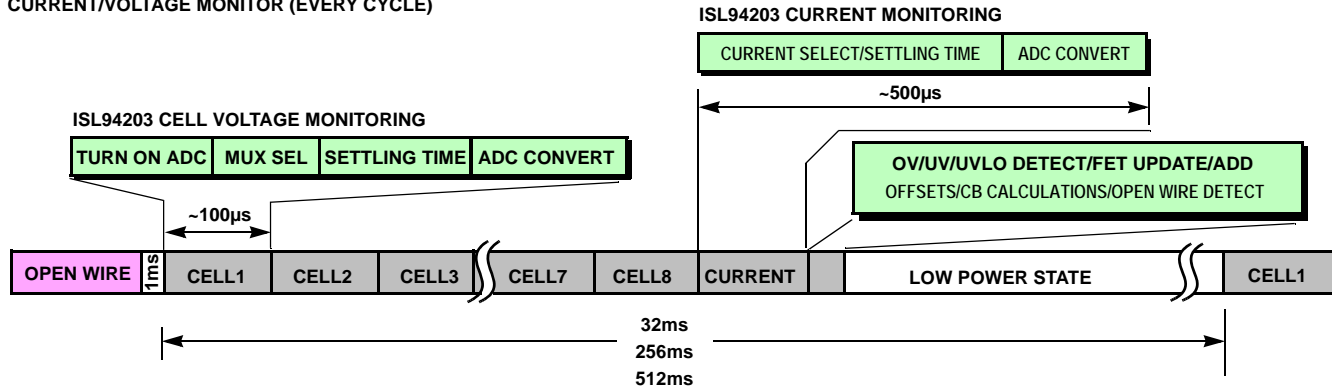 CURRENT/VOLTAGE MONITOR (EVERY CYCLE)
ISL94203 CURRENT MONITORING
CURRENT SELECT/SETTLING TIME ADC CONVERT
~500µs
ISL94203 CELL VOLTAGE MONITORING
TURN ON ADC MUX SEL SETTLING TIME ADC CONVERT
OV/UV/UVLO DETECT/FET UPDATE/ADD
OFFSETS/CB CALCULATIONS/OPEN WIRE DETECT
~100µs
OPEN WIRE 1ms CELL1 CELL2 CELL3 CELL7 CELL8 CURRENT LOW POWER STATE CELL1
32ms
256ms
512ms